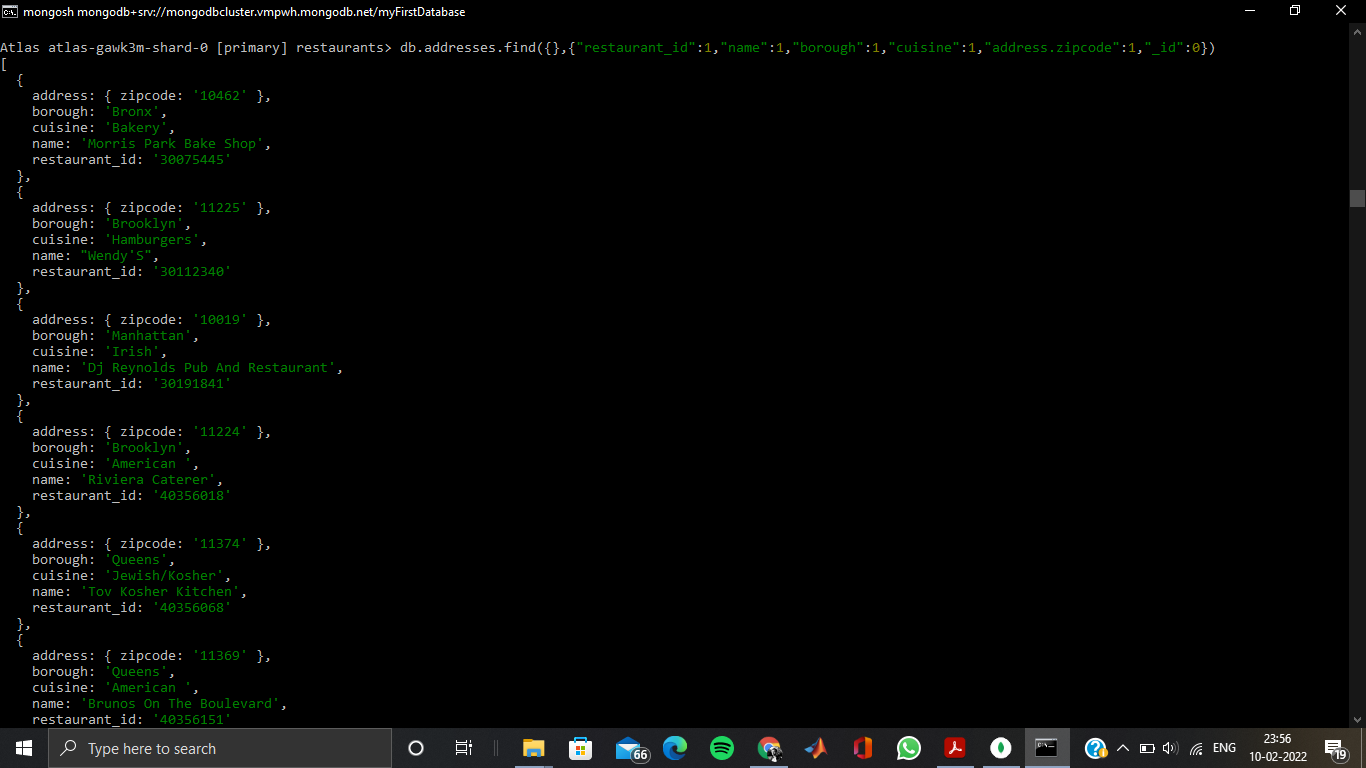 mongosh mongodb+srv://mongodbcluster.vmpwh.mongodb.net/myFirstDatabase
Atlas atlas-gawk3m-shard-0 [primary] restaurants> db.addresses.find({},{"restaurant_id":1,"name":1,"borough":1,"cuisine":1,"address.zipcode":1,"_id":0})
[
  {
    address: { zipcode: '10462' },
    borough: 'Bronx',
    cuisine: 'Bakery',
    name: 'Morris Park Bake Shop',
    restaurant_id: '30075445'
  },
  {
    address: { zipcode: '11225' },
    borough: 'Brooklyn',
    cuisine: 'Hamburgers',
    name: "Wendy'S",
    restaurant_id: '30112340'
  },
  {
    address: { zipcode: '10019' },
    borough: 'Manhattan',
    cuisine: 'Irish',
    name: 'Dj Reynolds Pub And Restaurant',
    restaurant_id: '30191841'
  },
  {
    address: { zipcode: '11224' },
    borough: 'Brooklyn',
    cuisine: 'American ',
    name: 'Riviera Caterer',
    restaurant_id: '40356018'
  },
  {
    address: { zipcode: '11374' },
    borough: 'Queens',
    cuisine: 'Jewish/Kosher',
    name: 'Tov Kosher Kitchen',
    restaurant_id: '40356068'
  },
  {
    address: { zipcode: '11369' },
    borough: 'Queens',
    cuisine: 'American ',
    name: 'Brunos On The Boulevard',
    restaurant_id: '40356151'
Type here to search
66
ENG
23:56
10-02-2022
19